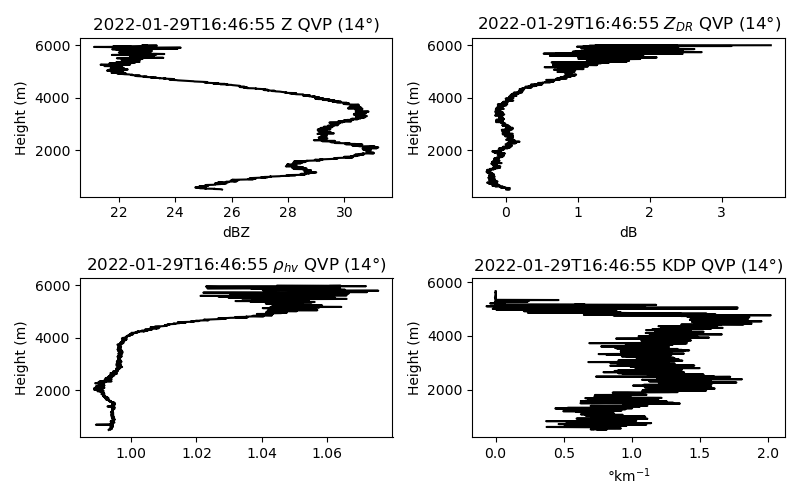 2022-01-29T16:46:55 Z QVP (14°)
6000
4000
2000
Height (m)
22 24 26 28 30
dBZ
2022-01-29T16:46:55 Z_DR QVP (14°)
6000
4000
2000
Height (m)
0 1 2 3
dB
2022-01-29T16:46:55 ρ_hv QVP (14°)
6000
4000
2000
Height (m)
1.00 1.02 1.04 1.06
2022-01-29T16:46:55 KDP QVP (14°)
6000
4000
2000
Height (m)
0.0 0.5 1.0 1.5 2.0
°km⁻¹